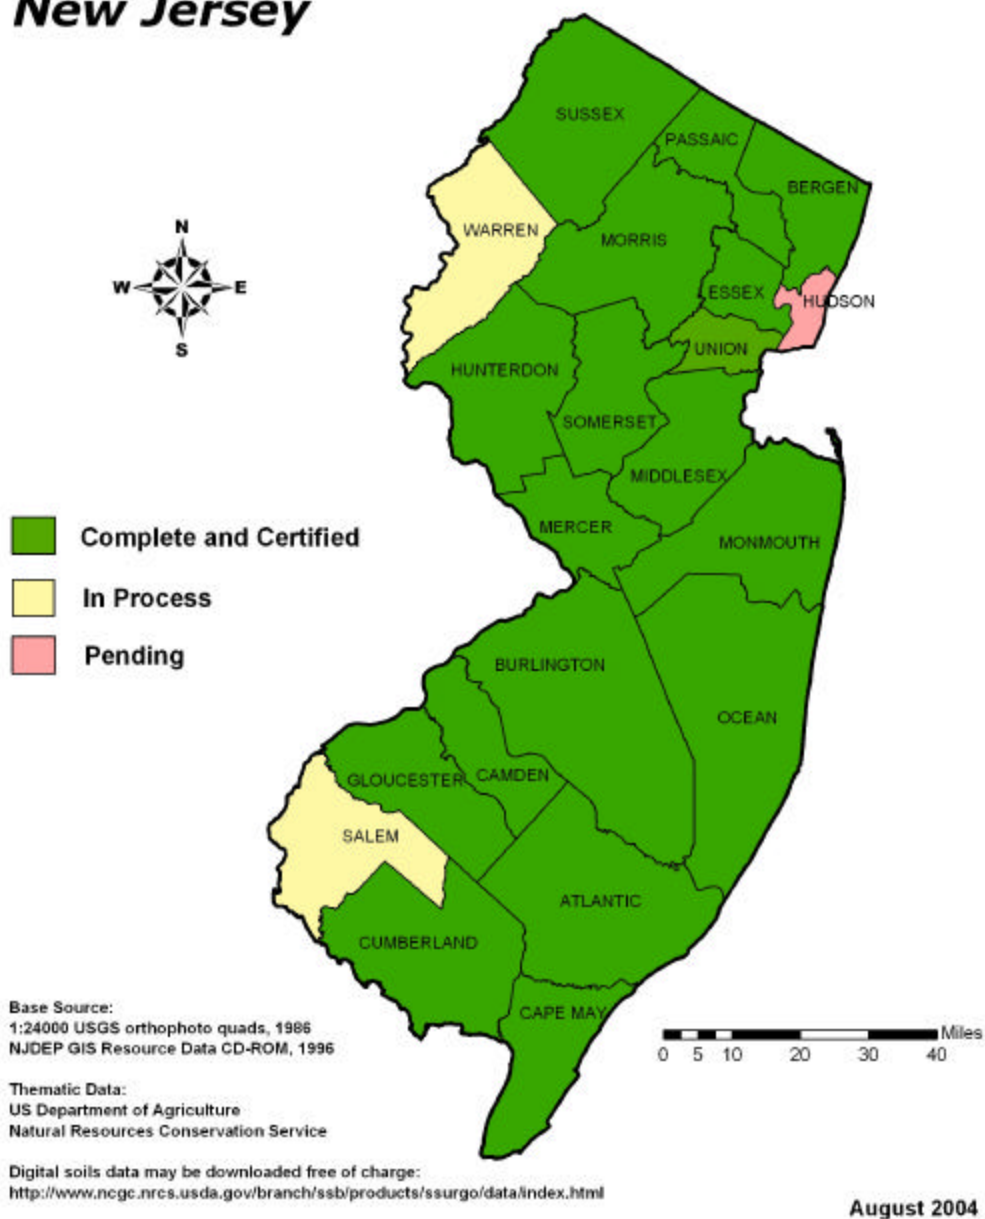 New Jersey
SUSSEX
PASSAIC
BERGEN
WARREN
MORRIS
N
W E
S
ESSEX
HUDSON
UNION
HUNTERDON
SOMERSET
MIDDLESEX
MERCER
MONMOUTH
Complete and Certified
In Process
Pending
BURLINGTON
OCEAN
GLOUCESTER
CAMDEN
SALEM
ATLANTIC
CUMBERLAND
CAPE MAY
Base Source:
1:24000 USGS orthophoto quads, 1986
NJDEP GIS Resource Data CD-ROM, 1996
Miles
0 5 10 20 30 40
Thematic Data:
US Department of Agriculture
Natural Resources Conservation Service
Digital soils data may be downloaded free of charge:
http://www.ncgc.nrcs.usda.gov/branch/ssb/products/ssurgo/data/index.html
August 2004